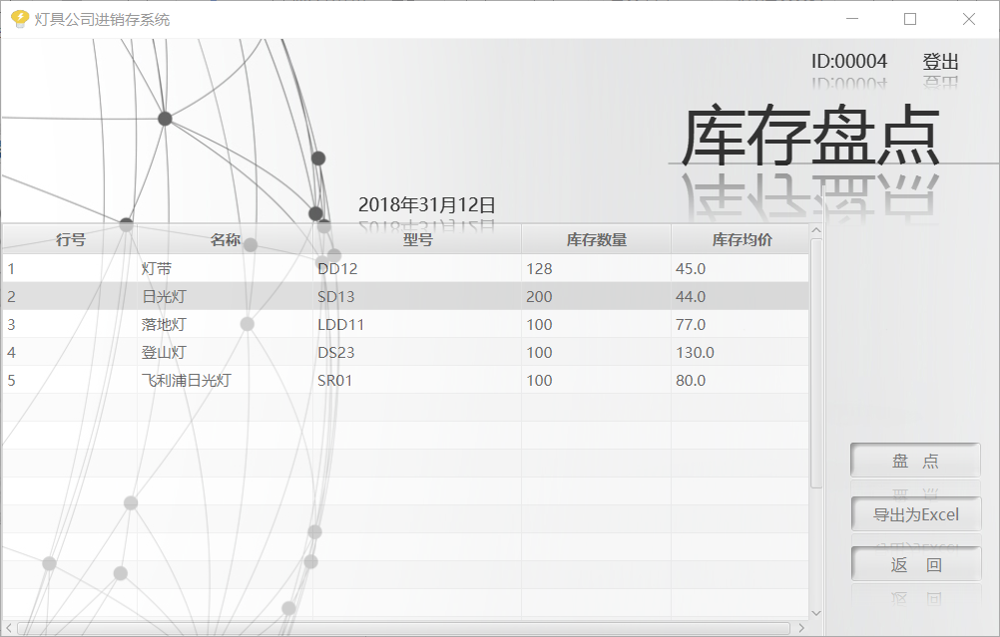 灯具公司进销存系统
ID:00004 登出
库存盘点
2018年31月12日
行号 名称 型号 库存数量 库存均价
1 灯带 DD12 128 45.0
2 日光灯 SD13 200 44.0
3 落地灯 LDD11 100 77.0
4 登山灯 DS23 100 130.0
5 飞利浦日光灯 SR01 100 80.0
盘 点
导出为Excel
返 回